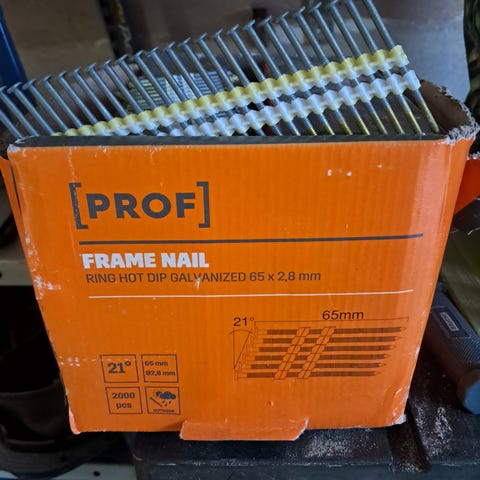 [PROF]
FRAME NAIL
RING HOT DIP GALVANIZED 65 x 2,8 mm
65mm
21°
21°
65 mm
Ø2,8 mm
2000
pcs
OUTDOOR